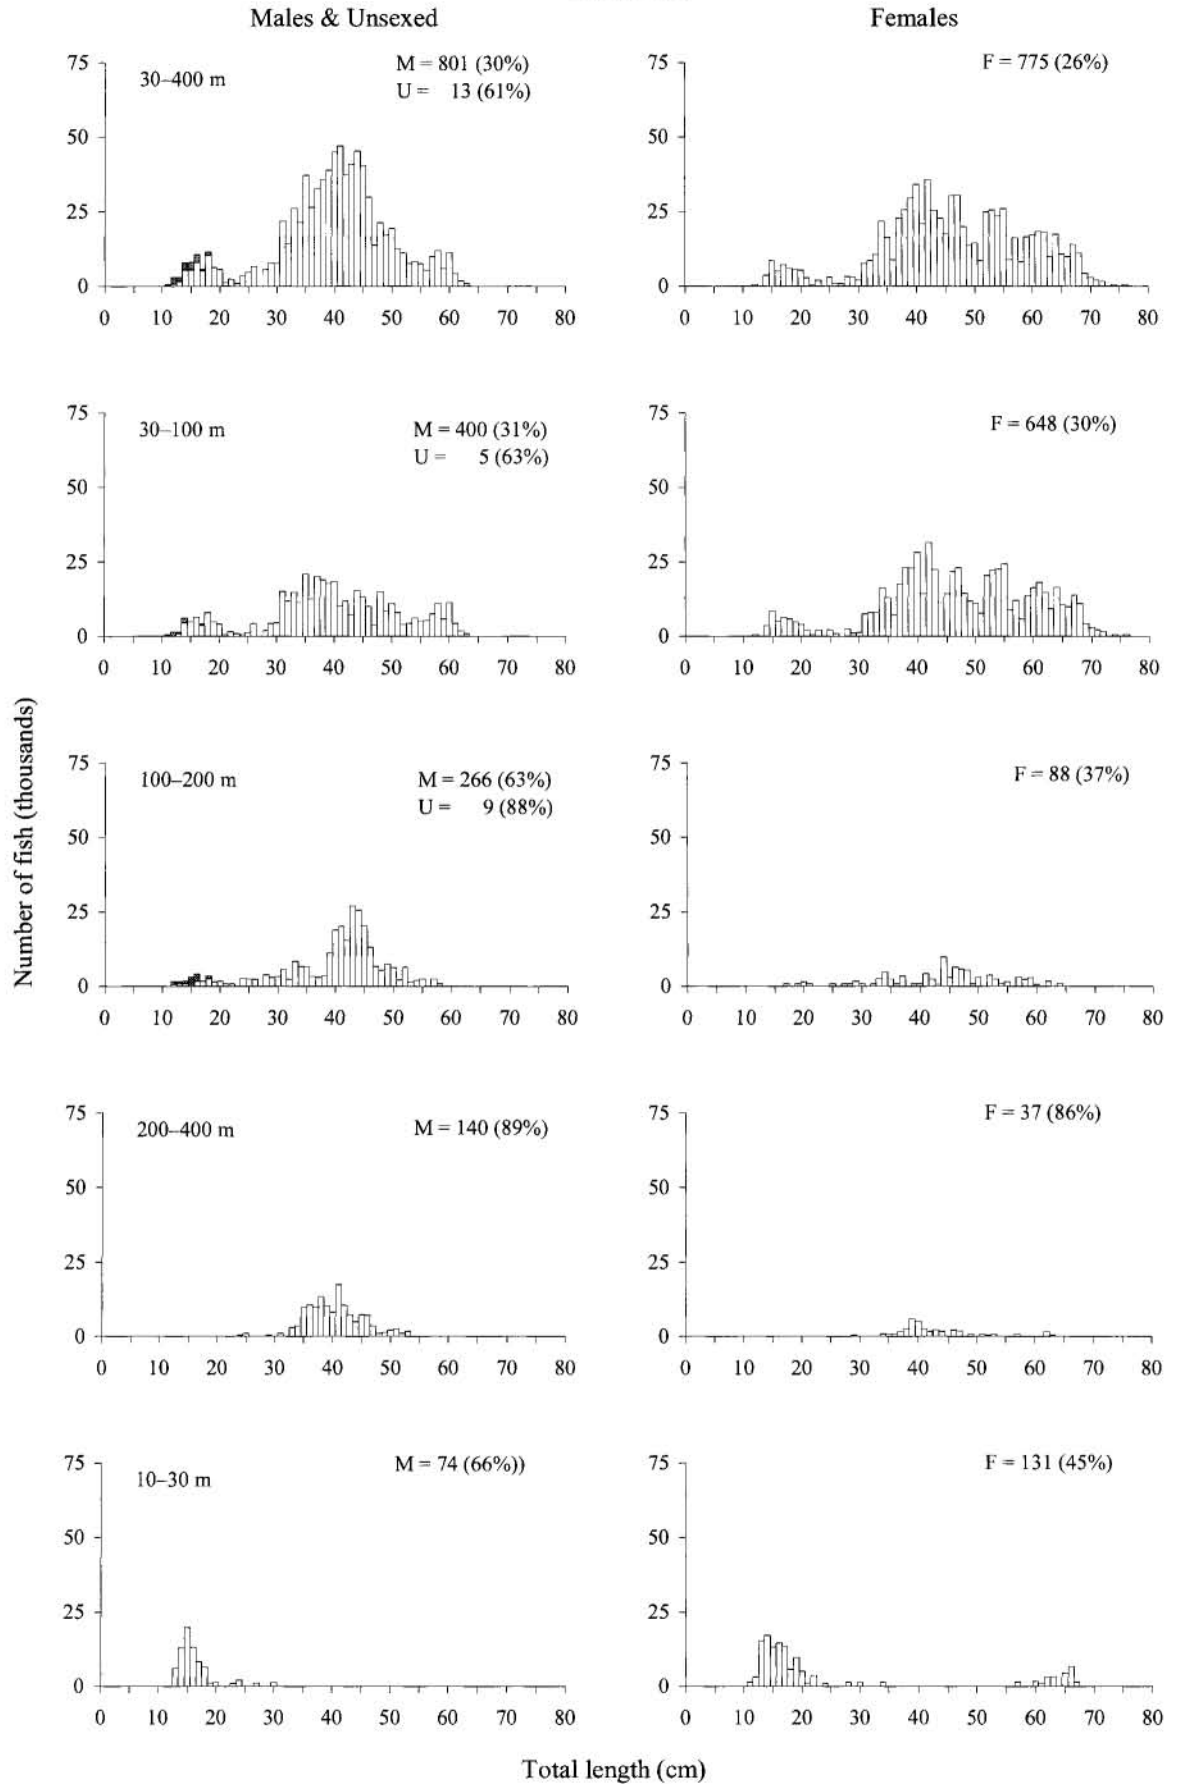 Males & Unsexed
Females
75
30–400 m
M = 801 (30%)
U = 13 (61%)
50
25
0
0 10 20 30 40 50 60 70 80
75
F = 775 (26%)
50
25
0
0 10 20 30 40 50 60 70 80
75
30–100 m
M = 400 (31%)
U = 5 (63%)
50
25
0
0 10 20 30 40 50 60 70 80
75
F = 648 (30%)
50
25
0
0 10 20 30 40 50 60 70 80
Number of fish (thousands)
75
100–200 m
M = 266 (63%)
U = 9 (88%)
50
25
0
0 10 20 30 40 50 60 70 80
75
F = 88 (37%)
50
25
0
0 10 20 30 40 50 60 70 80
75
200–400 m
M = 140 (89%)
50
25
0
0 10 20 30 40 50 60 70 80
75
F = 37 (86%)
50
25
0
0 10 20 30 40 50 60 70 80
75
10–30 m
M = 74 (66%))
50
25
0
0 10 20 30 40 50 60 70 80
75
F = 131 (45%)
50
25
0
0 10 20 30 40 50 60 70 80
Total length (cm)